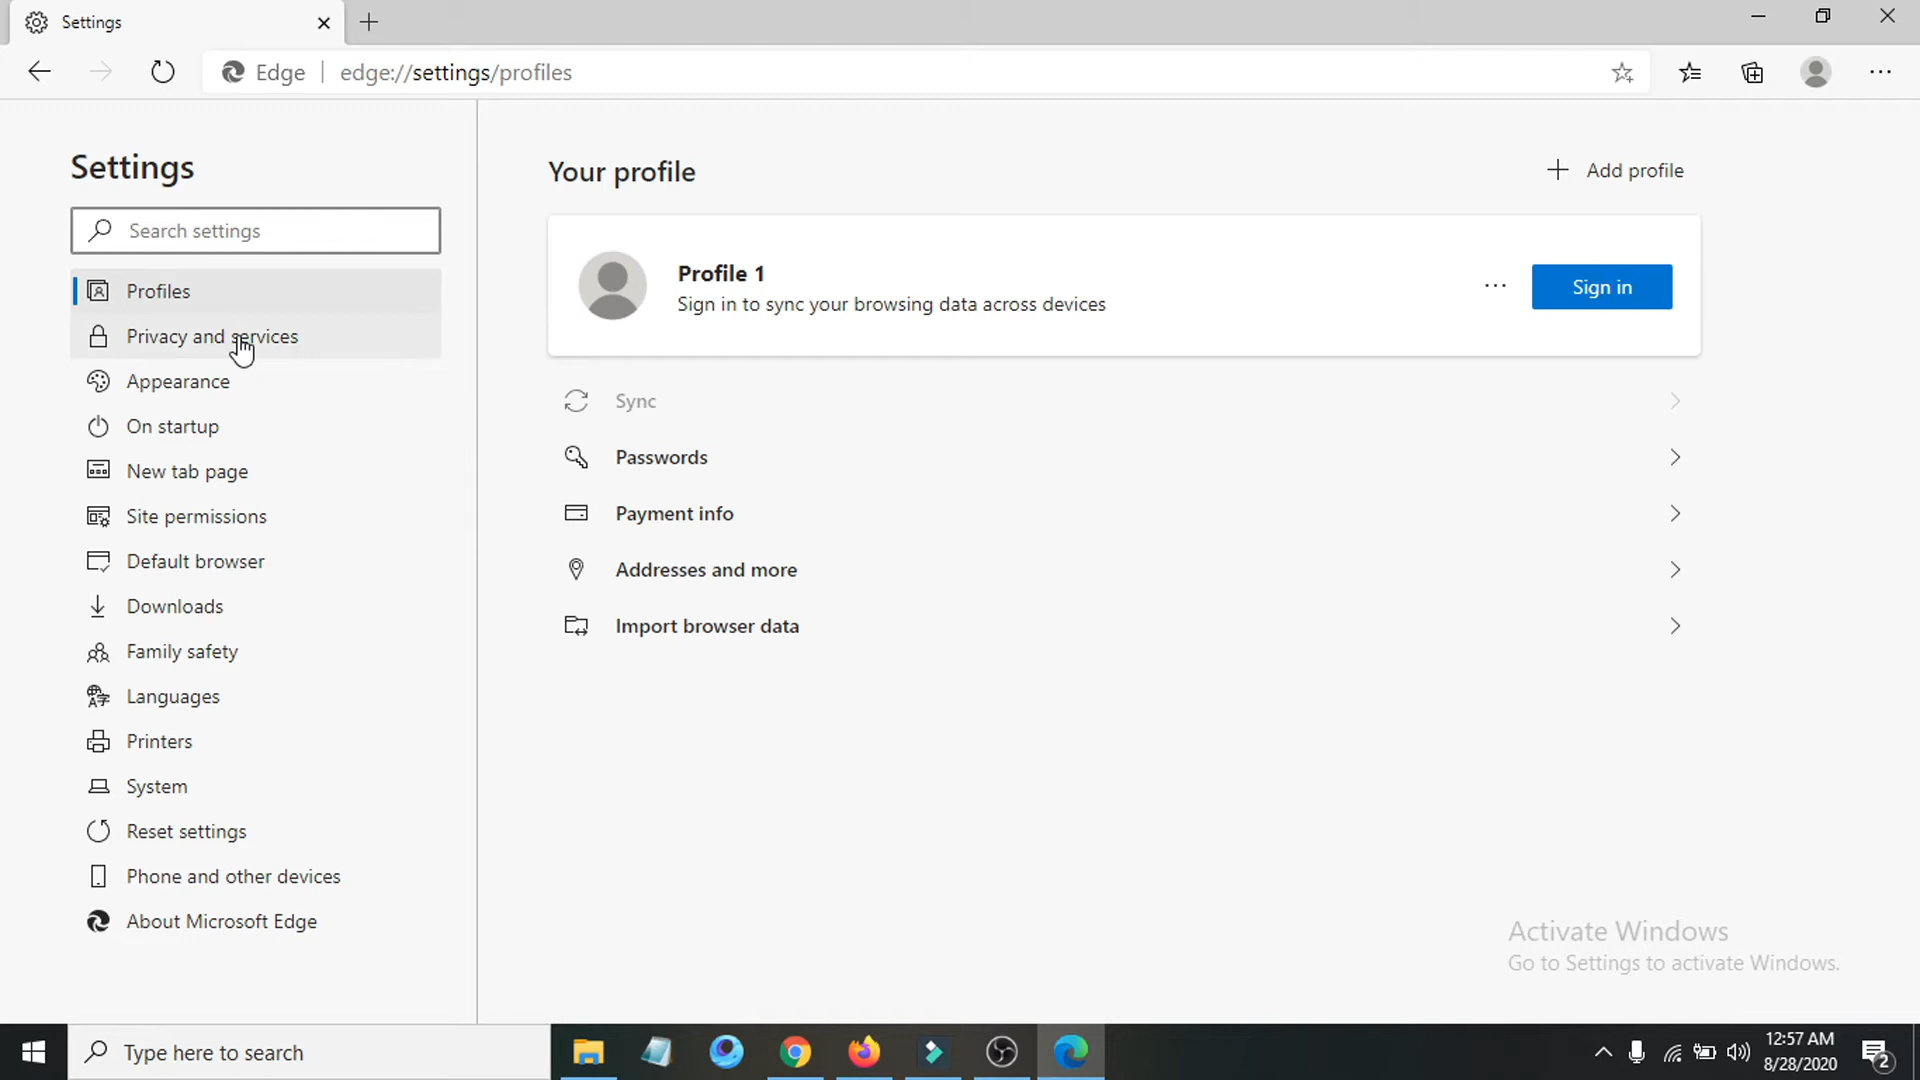 Settings
Edge
edge://settings/profiles
Settings
Search settings
Profiles
Privacy and services
Appearance
On startup
New tab page
Site permissions
Default browser
Downloads
Family safety
Languages
Printers
System
Reset settings
Phone and other devices
About Microsoft Edge
Your profile
Add profile
Profile 1
Sign in to sync your browsing data across devices
Sign in
Sync
Passwords
Payment info
Addresses and more
Import browser data
Activate Windows
Go to Settings to activate Windows.
Type here to search
12:57 AM
8/28/2020
2